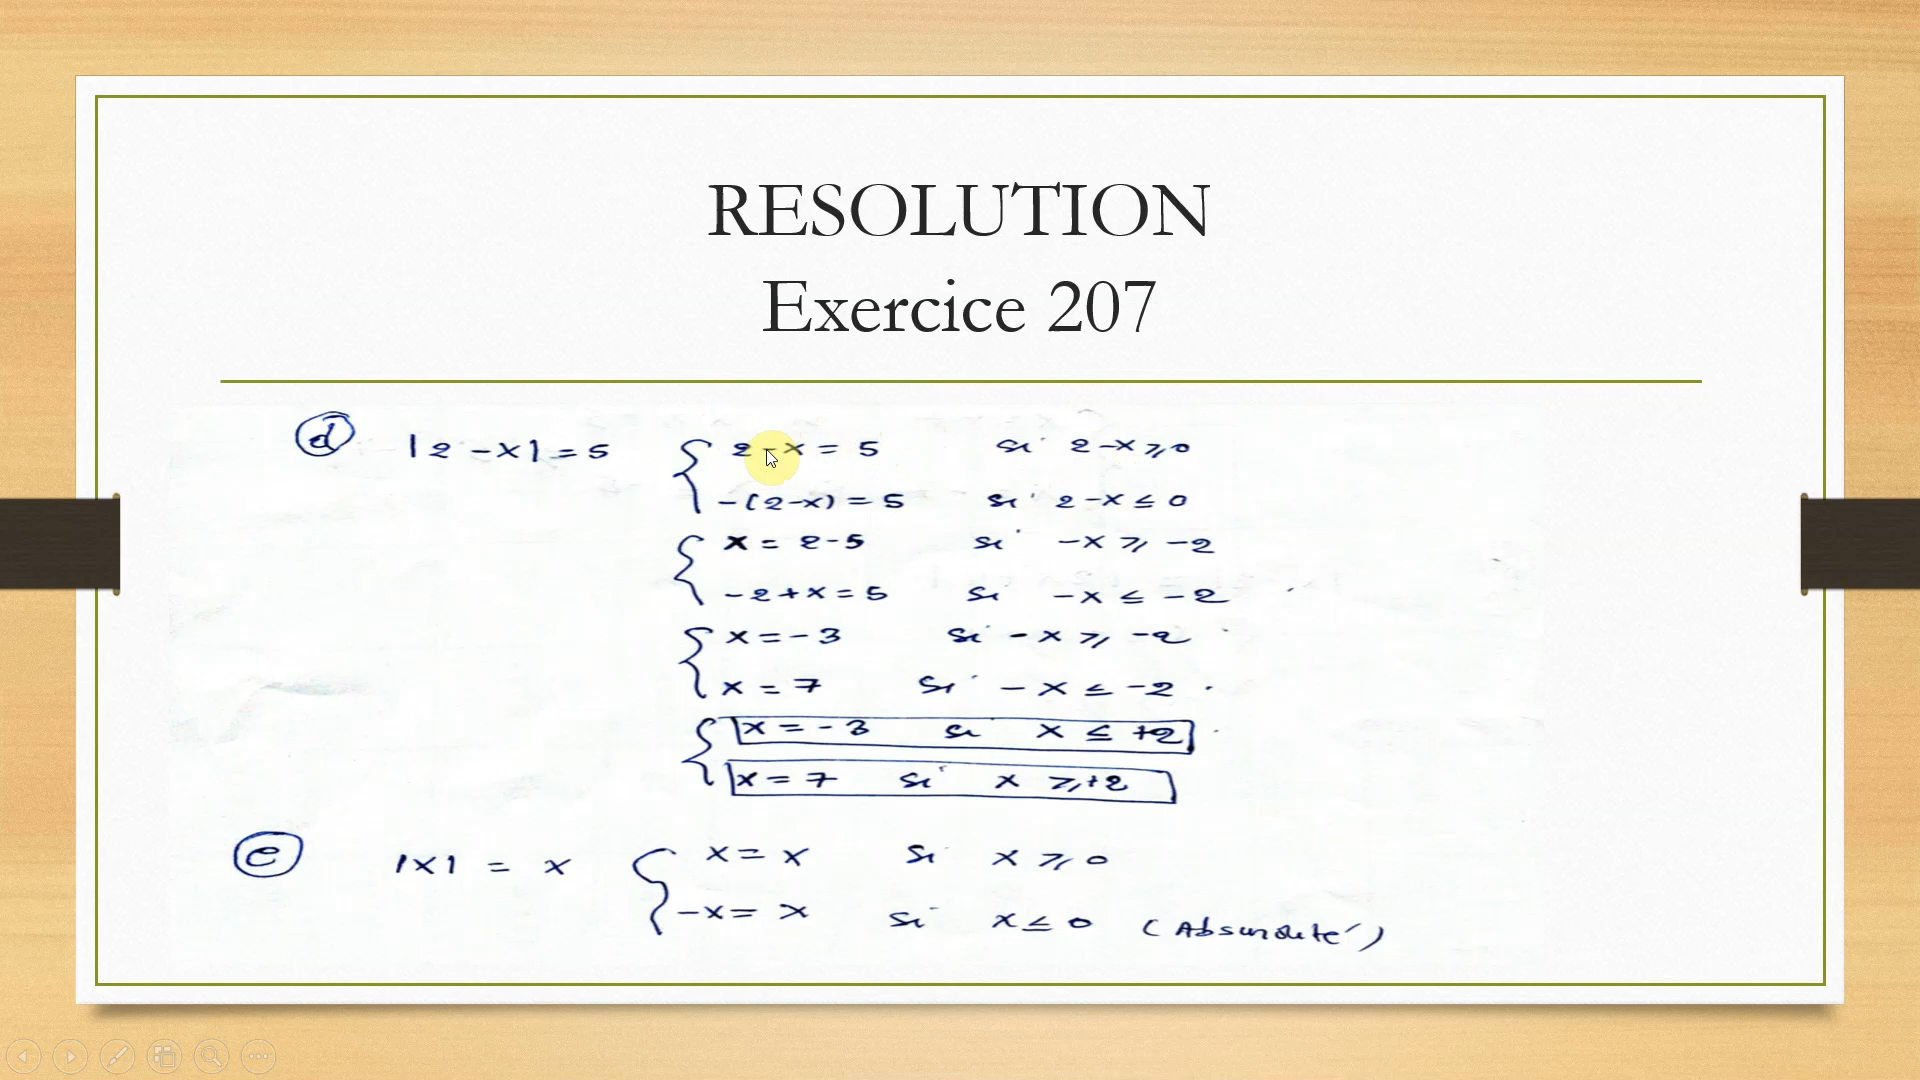 RESOLUTION
Exercice 207
d |2-x|=5 { 2-x=5 si 2-x⩾0
-(2-x)=5 si 2-x≤0
{ x=2-5 si -x⩾-2
-2+x=5 si -x≤-2
{ x=-3 si -x⩾-2
x=7 si -x≤-2
{ x=-3 si x≤+2
x=7 si x⩾+2
e |x|=x { x=x si x⩾0
-x=x si x≤0 (Absurdité)